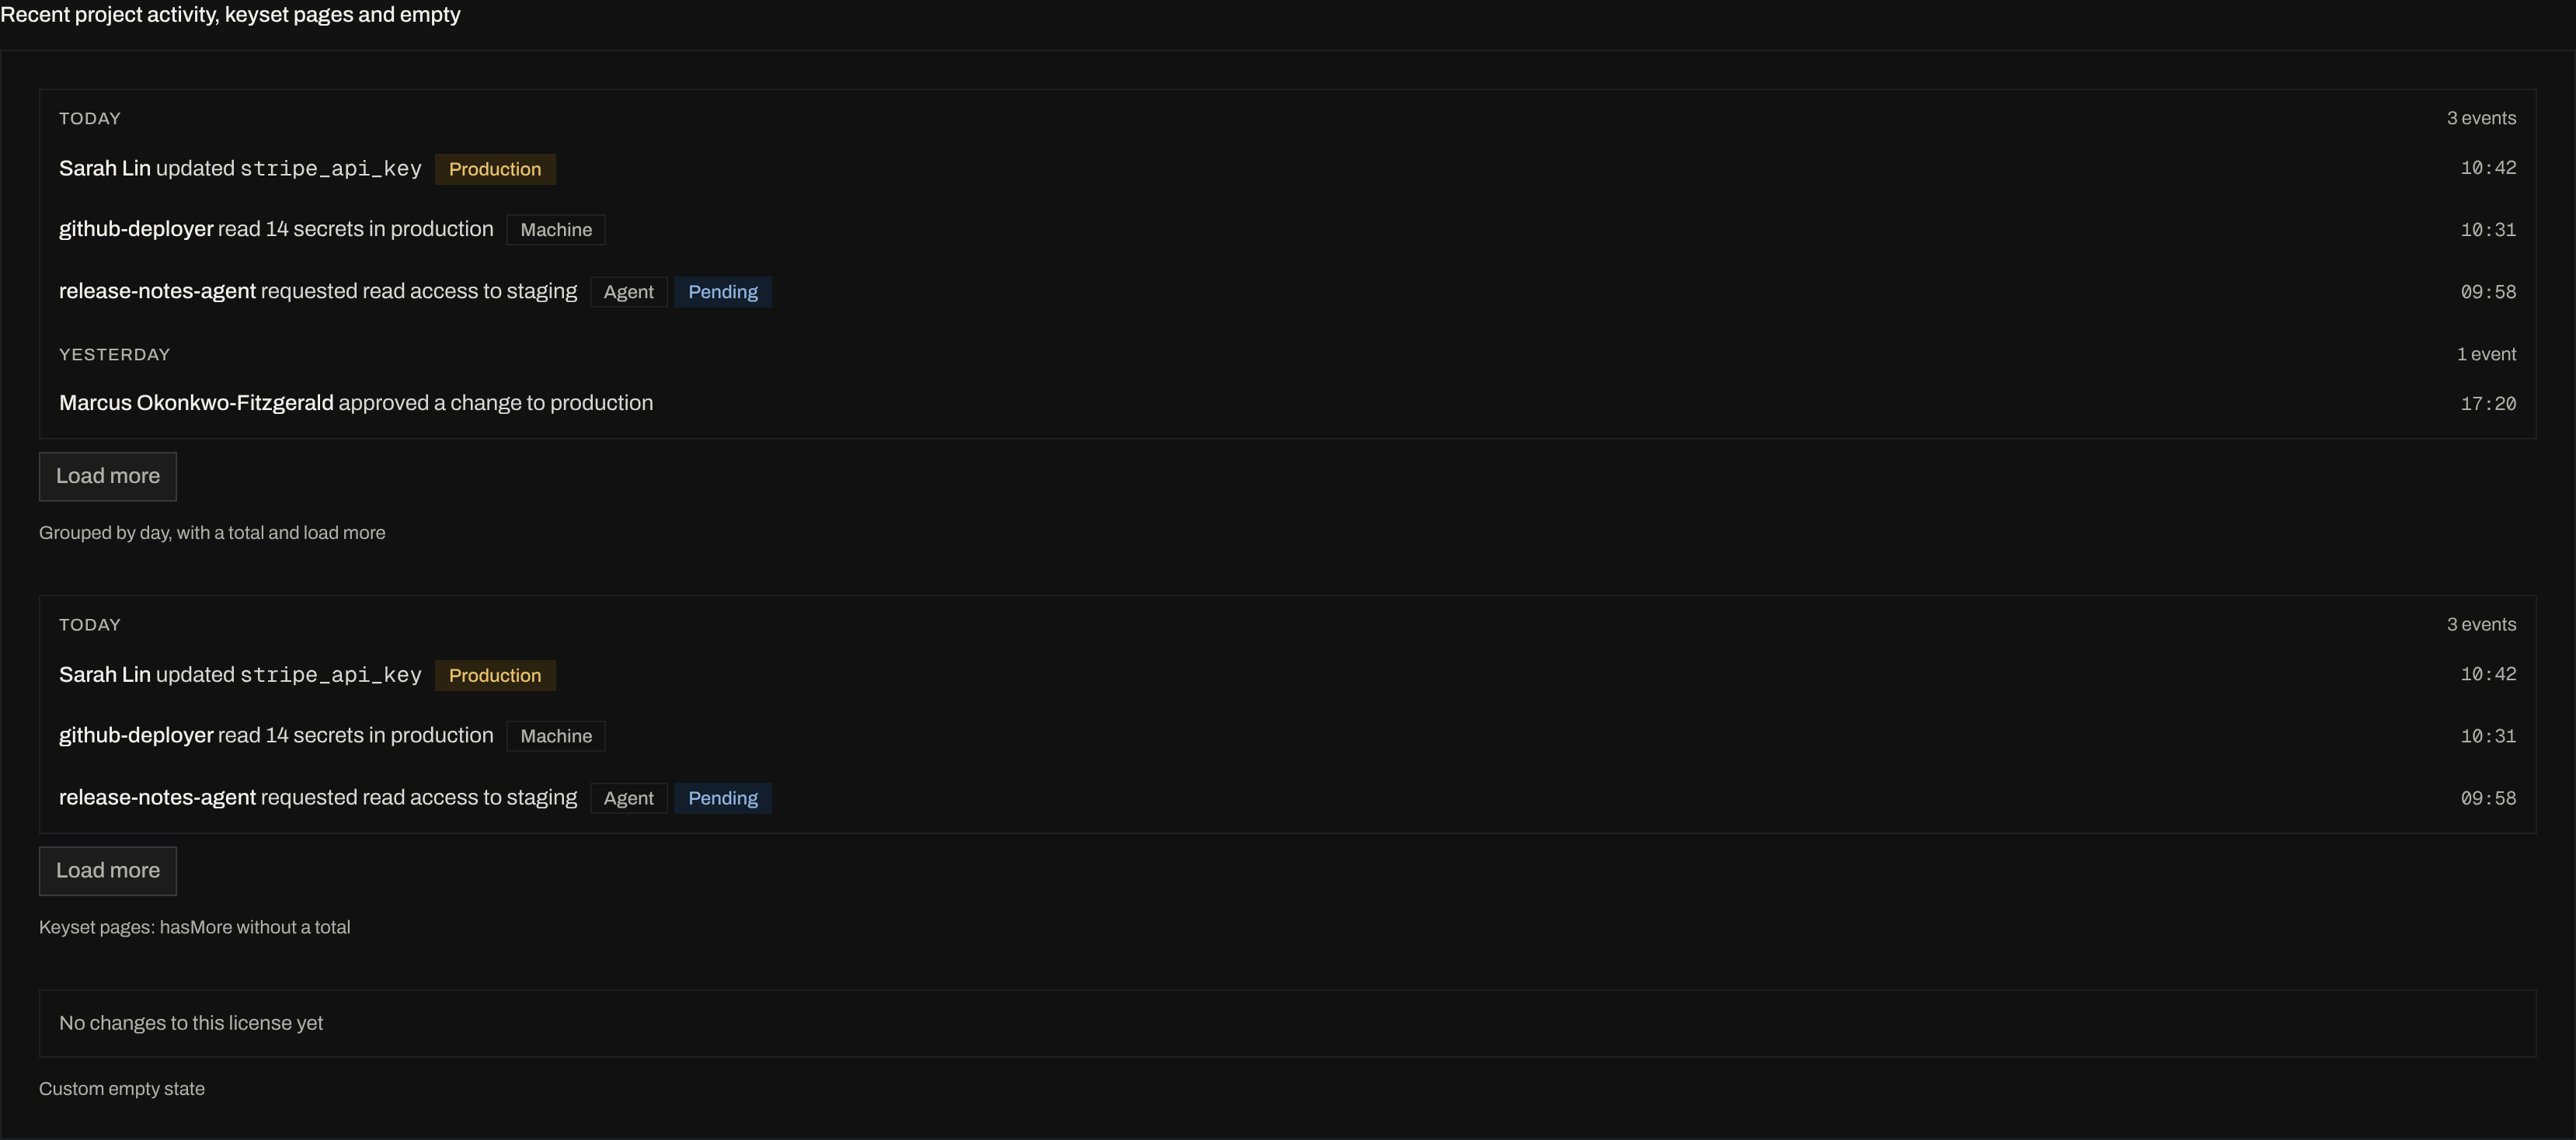 Recent project activity, keyset pages and empty
TODAY 3 events
Sarah Lin updated stripe_api_key Production 10:42
github-deployer read 14 secrets in production Machine 10:31
release-notes-agent requested read access to staging Agent Pending 09:58
YESTERDAY 1 event
Marcus Okonkwo-Fitzgerald approved a change to production 17:20
Load more
Grouped by day, with a total and load more
TODAY 3 events
Sarah Lin updated stripe_api_key Production 10:42
github-deployer read 14 secrets in production Machine 10:31
release-notes-agent requested read access to staging Agent Pending 09:58
Load more
Keyset pages: hasMore without a total
No changes to this license yet
Custom empty state